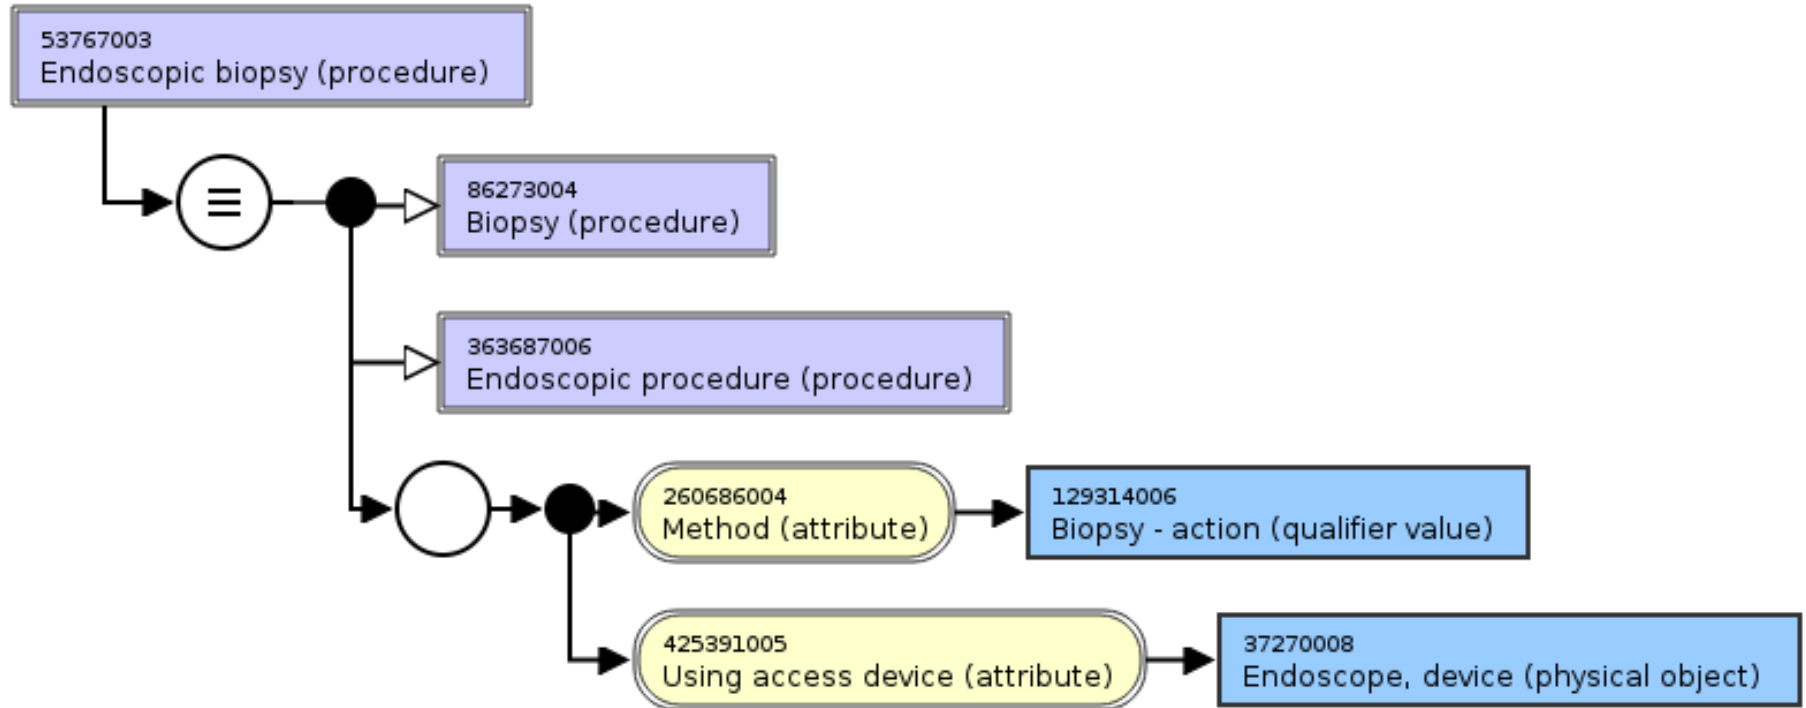 53767003
Endoscopic biopsy (procedure)
≡
86273004
Biopsy (procedure)
363687006
Endoscopic procedure (procedure)
260686004
Method (attribute)
129314006
Biopsy - action (qualifier value)
425391005
Using access device (attribute)
37270008
Endoscope, device (physical object)